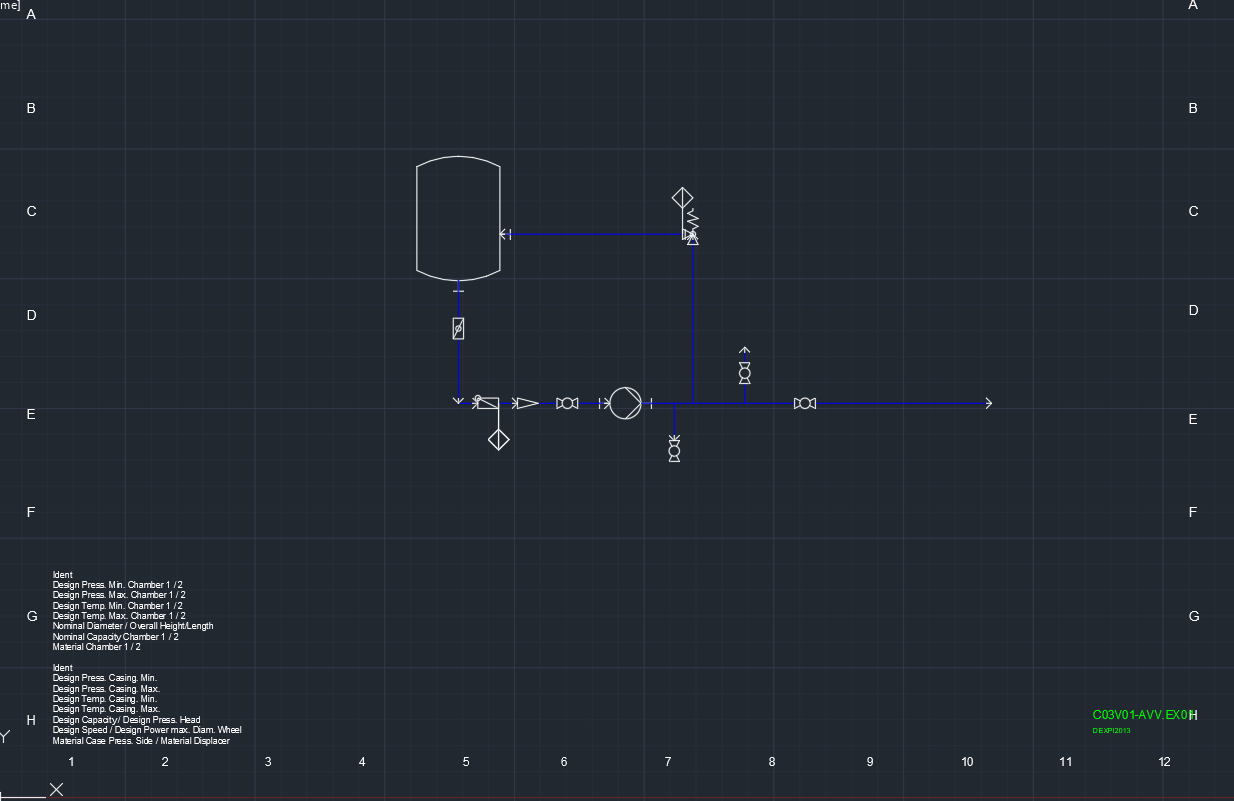 me]
A
A
B
B
C
C
D
D
E
E
F
F
Ident
Design Press. Min. Chamber 1 / 2
Design Press. Max. Chamber 1 / 2
Design Temp. Min. Chamber 1 / 2
Design Temp. Max. Chamber 1 / 2
Nominal Diameter / Overall Height/Length
Nominal Capacity Chamber 1 / 2
Material Chamber 1 / 2
G
G
Ident
Design Press. Casing. Min.
Design Press. Casing. Max.
Design Temp. Casing. Min.
Design Temp. Casing. Max.
Design Capacity/ Design Press. Head
Design Speed / Design Power max. Diam. Wheel
Material Case Press. Side / Material Displacer
H
C03V01-AVV.EX01
H
DEXPI2013
Y
1 2 3 4 5 6 7 8 9 10 11 12
X